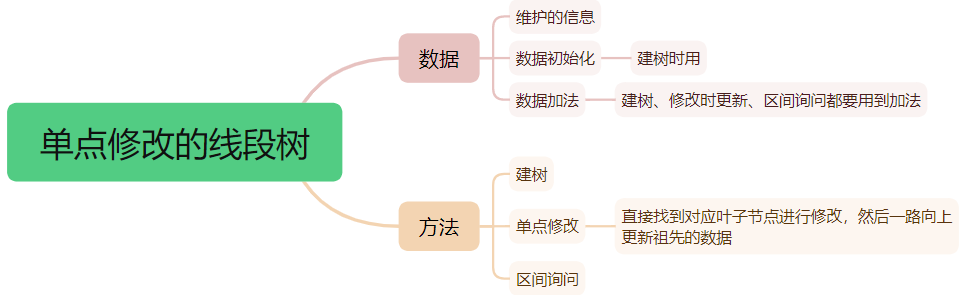 单点修改的线段树
数据
维护的信息
数据初始化
建树时用
数据加法
建树、修改时更新、区间询问都要用到加法
方法
建树
单点修改
直接找到对应叶子节点进行修改，然后一路向上
更新祖先的数据
区间询问